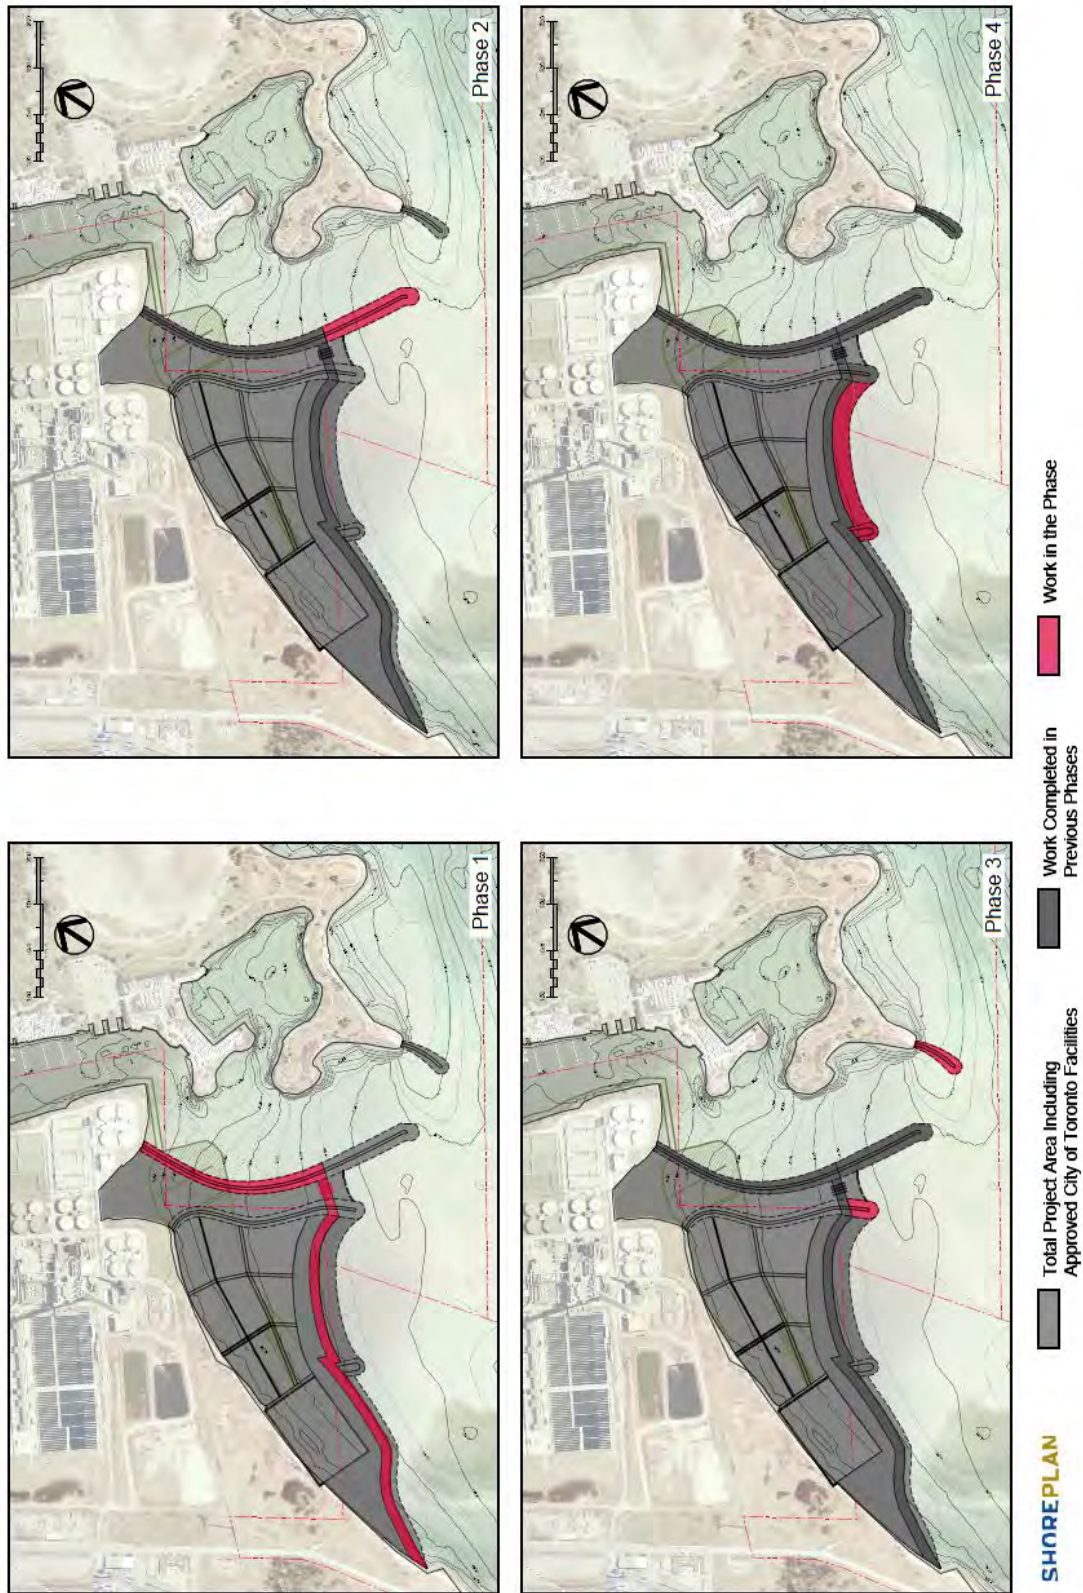 Phase 1
Phase 2
Phase 3
Phase 4
SHOREPLAN
Total Project Area Including
Approved City of Toronto Facilities
Work Completed in
Previous Phases
Work in the Phase